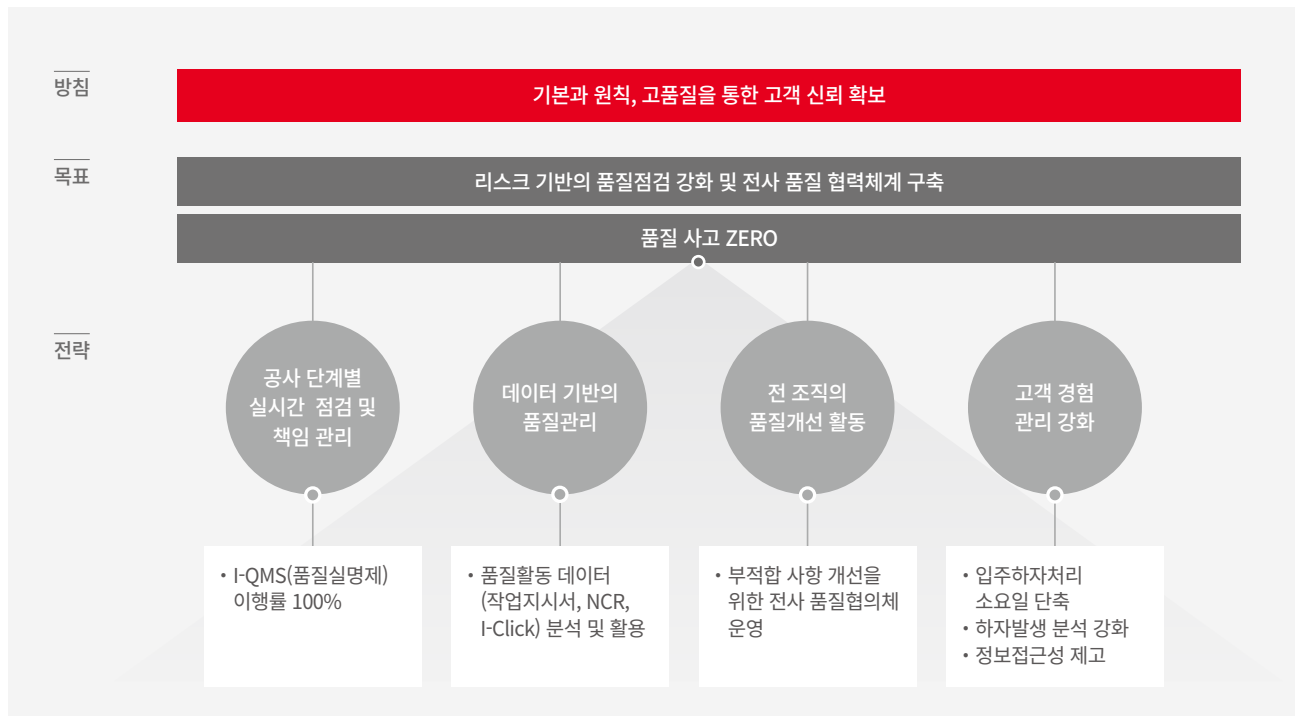 방침
기본과 원칙, 고품질을 통한 고객 신뢰 확보
목표
리스크 기반의 품질점검 강화 및 전사 품질 협력체계 구축
품질 사고 ZERO
전략
공사 단계별
실시간 점검 및
책임 관리
데이터 기반의
품질관리
전 조직의
품질개선 활동
고객 경험
관리 강화
• I-QMS(품질실명제)
이행률 100%
• 품질활동 데이터
(작업지시서, NCR,
I-Click) 분석 및 활용
• 부적합 사항 개선을
위한 전사 품질협의체
운영
• 입주하자처리
소요일 단축
• 하자발생 분석 강화
• 정보접근성 제고